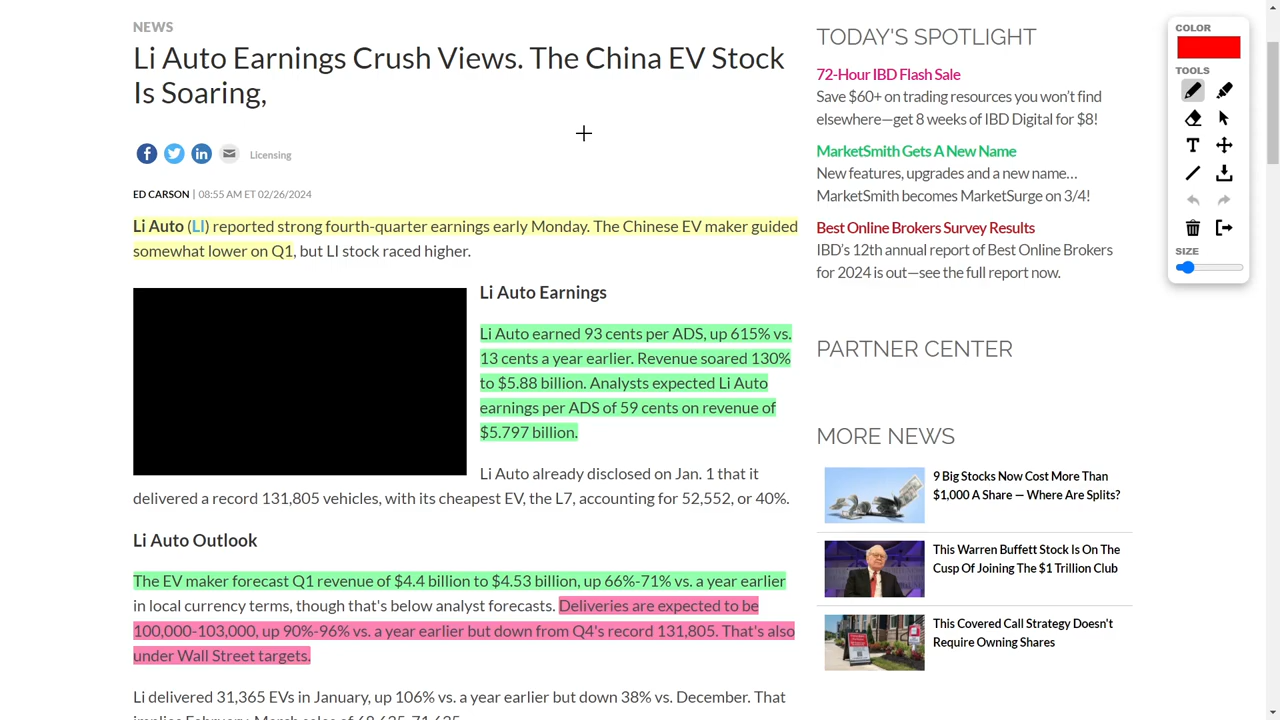 NEWS
Li Auto Earnings Crush Views. The China EV Stock
Is Soaring,
Licensing
ED CARSON | 08:55 AM ET 02/26/2024
Li Auto (LI) reported strong fourth-quarter earnings early Monday. The Chinese EV maker guided
somewhat lower on Q1, but LI stock raced higher.
Li Auto Earnings
Li Auto earned 93 cents per ADS, up 615% vs.
13 cents a year earlier. Revenue soared 130%
to $5.88 billion. Analysts expected Li Auto
earnings per ADS of 59 cents on revenue of
$5.797 billion.
Li Auto already disclosed on Jan. 1 that it
delivered a record 131,805 vehicles, with its cheapest EV, the L7, accounting for 52,552, or 40%.
Li Auto Outlook
The EV maker forecast Q1 revenue of $4.4 billion to $4.53 billion, up 66%-71% vs. a year earlier
in local currency terms, though that's below analyst forecasts. Deliveries are expected to be
100,000-103,000, up 90%-96% vs. a year earlier but down from Q4's record 131,805. That's also
under Wall Street targets.
Li delivered 31,365 EVs in January, up 106% vs. a year earlier but down 38% vs. December. That
TODAY'S SPOTLIGHT
72-Hour IBD Flash Sale
Save $60+ on trading resources you won't find
elsewhere—get 8 weeks of IBD Digital for $8!
MarketSmith Gets A New Name
New features, upgrades and a new name…
MarketSmith becomes MarketSurge on 3/4!
Best Online Brokers Survey Results
IBD's 12th annual report of Best Online Brokers
for 2024 is out—see the full report now.
PARTNER CENTER
MORE NEWS
9 Big Stocks Now Cost More Than
$1,000 A Share — Where Are Splits?
This Warren Buffett Stock Is On The
Cusp Of Joining The $1 Trillion Club
This Covered Call Strategy Doesn't
Require Owning Shares
COLOR
TOOLS
SIZE